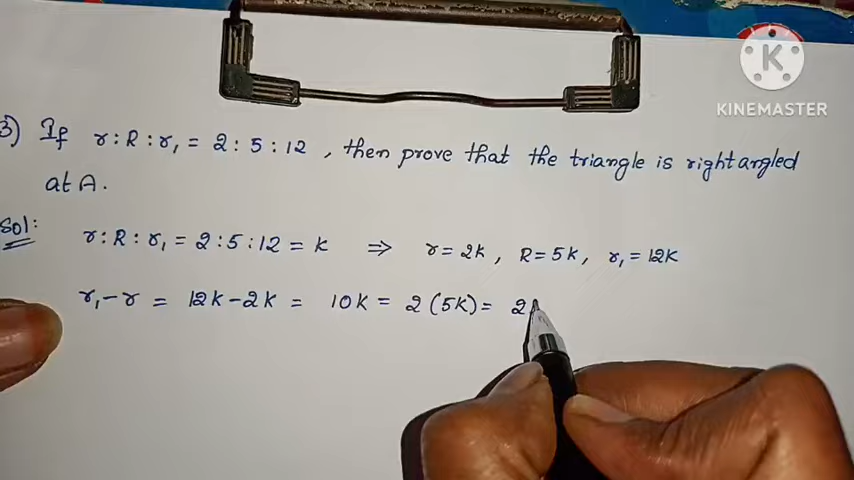 K
KINEMASTER
3) If r : R : r₁ = 2 : 5 : 12 , then prove that the triangle is right angled
at A.
Sol:
r : R : r₁ = 2 : 5 : 12 = K ⇒ r = 2K , R = 5K , r₁ = 12K
r₁ - r = 12K - 2K = 10K = 2 (5K) = 2